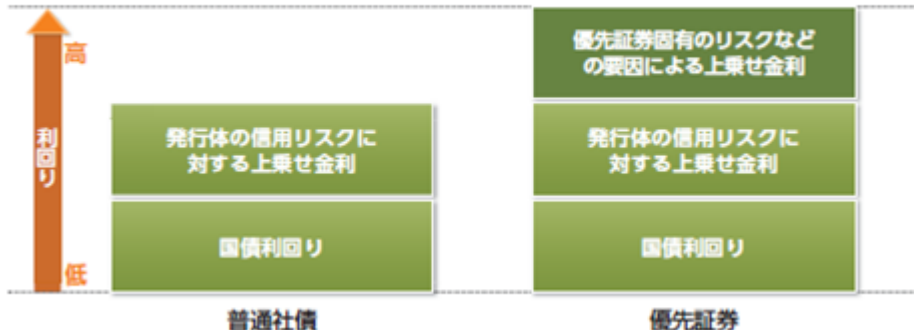 高
利回り
低
発行体の信用リスクに
対する上乗せ金利
国債利回り
普通社債
優先証券固有のリスクなど
の要因による上乗せ金利
発行体の信用リスクに
対する上乗せ金利
国債利回り
優先証券